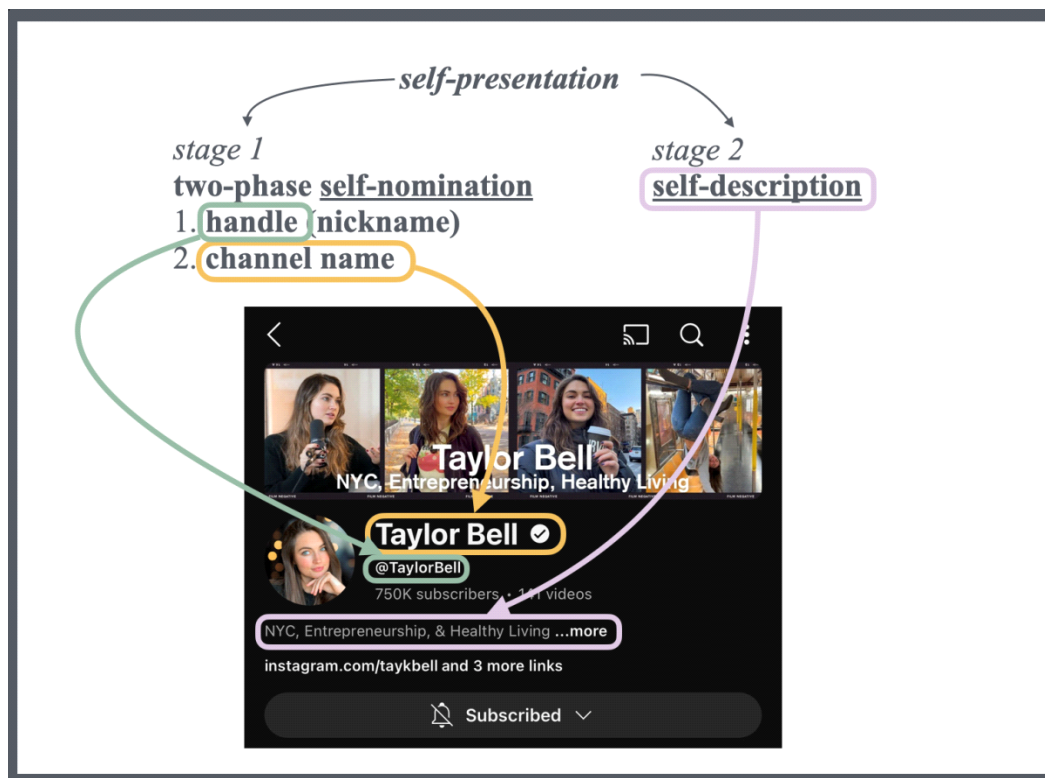 self-presentation
stage 1
two-phase self-nomination
1. handle (nickname)
2. channel name
stage 2
self-description
Taylor Bell
NYC, Entrepreneurship, Healthy Living
Taylor Bell
@TaylorBell
750K subscribers • 141 videos
NYC, Entrepreneurship, & Healthy Living ...more
instagram.com/taykbell and 3 more links
Subscribed